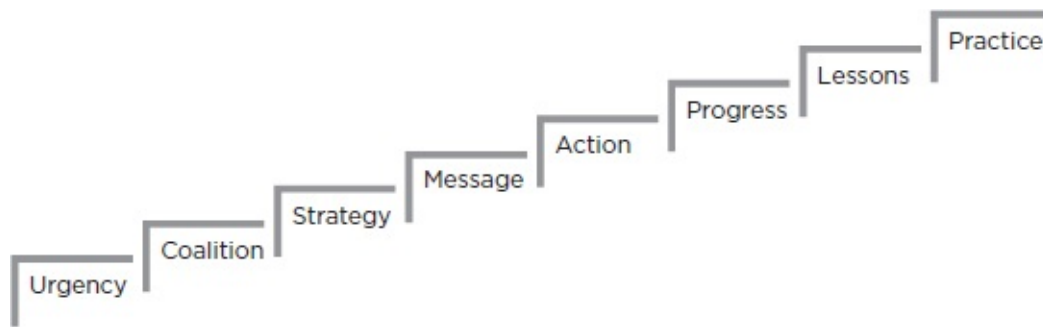 Urgency
Coalition
Strategy
Message
Action
Progress
Lessons
Practice